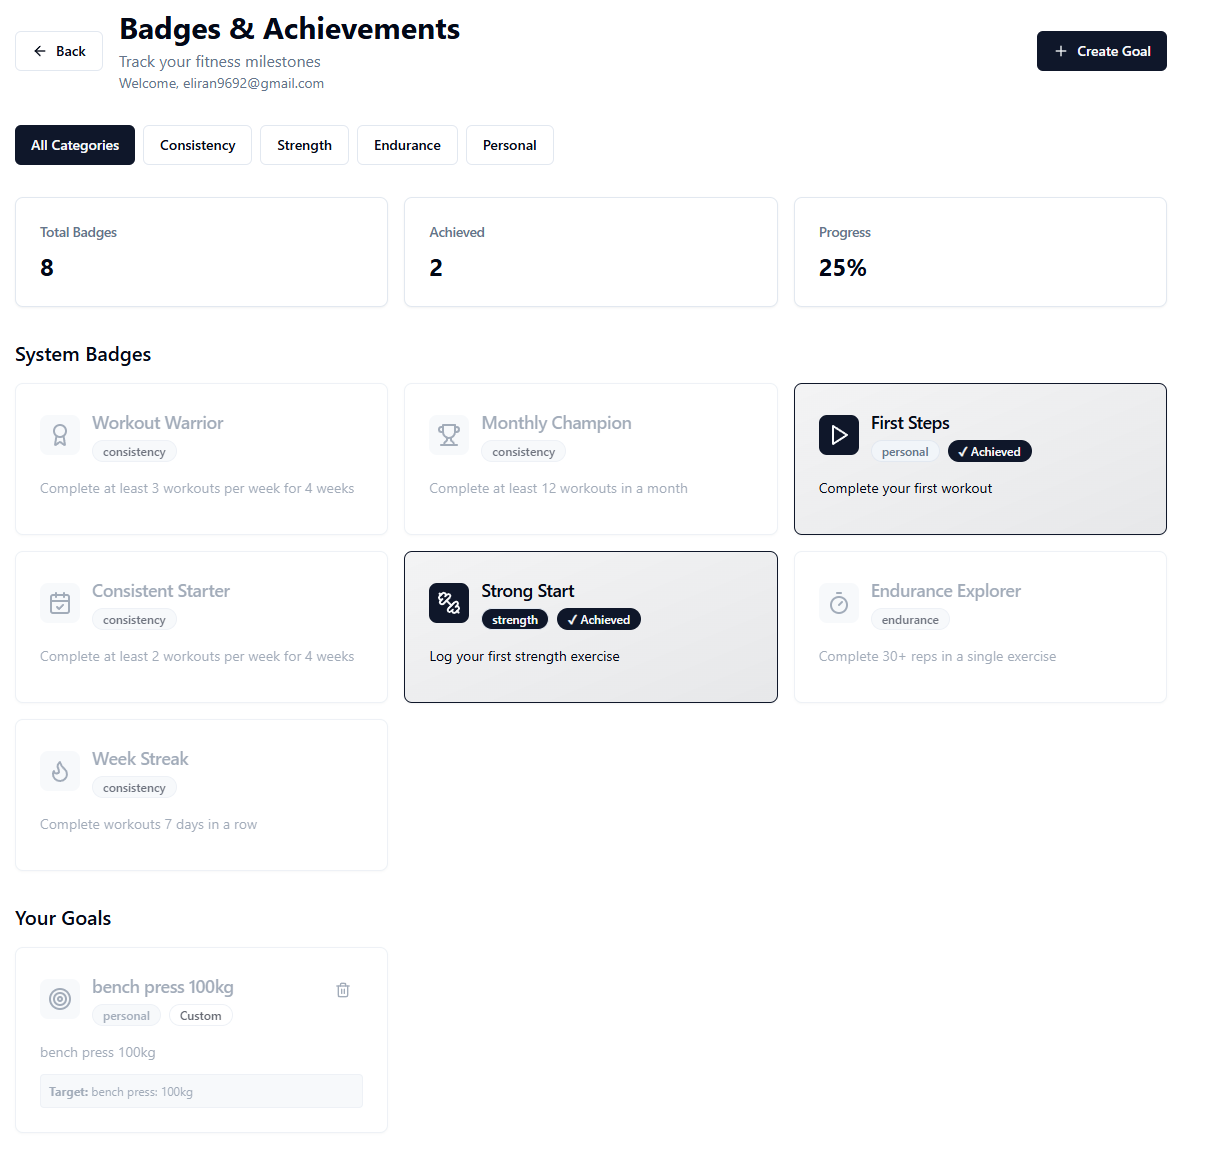 Badges & Achievements
Back
Track your fitness milestones
Welcome, eliran9692@gmail.com
Create Goal
All Categories
Consistency
Strength
Endurance
Personal
Total Badges
8
Achieved
2
Progress
25%
System Badges
Workout Warrior
consistency
Complete at least 3 workouts per week for 4 weeks
Monthly Champion
consistency
Complete at least 12 workouts in a month
First Steps
personal
✓ Achieved
Complete your first workout
Consistent Starter
consistency
Complete at least 2 workouts per week for 4 weeks
Strong Start
strength
✓ Achieved
Log your first strength exercise
Endurance Explorer
endurance
Complete 30+ reps in a single exercise
Week Streak
consistency
Complete workouts 7 days in a row
Your Goals
bench press 100kg
personal
Custom
bench press 100kg
Target: bench press: 100kg